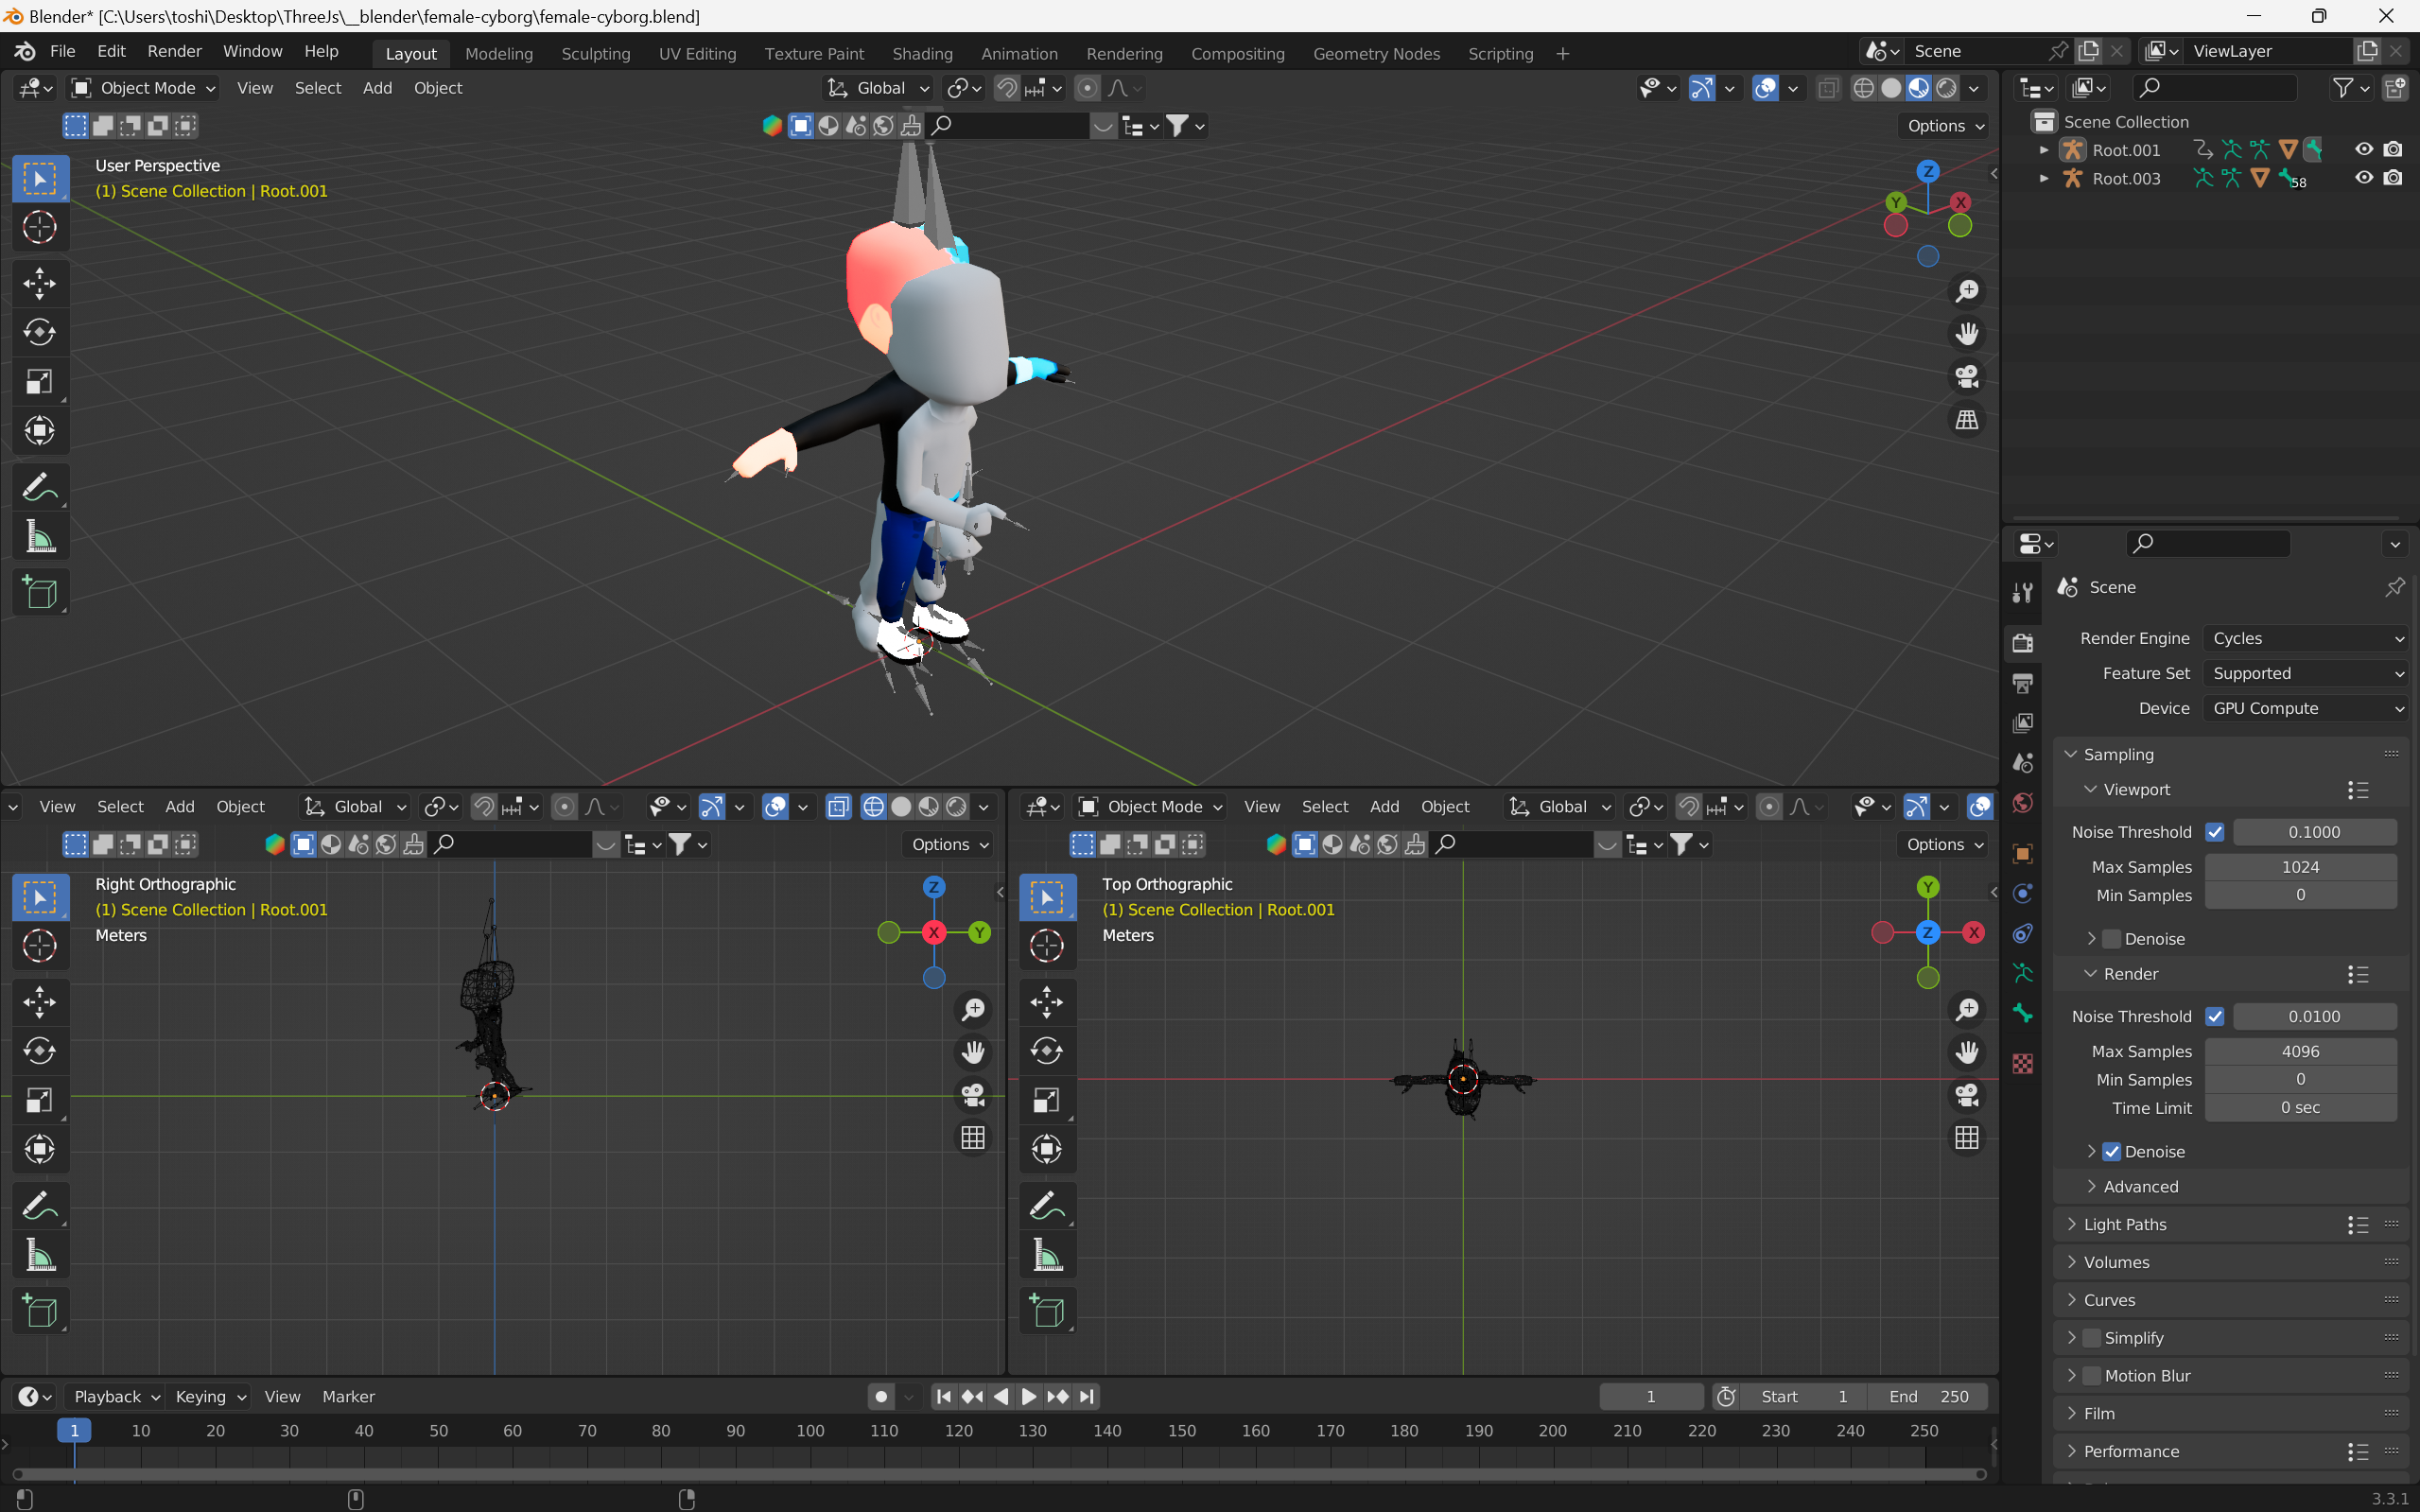 Blender* [C:\Users\toshi\Desktop\ThreeJs\__blender\female-cyborg\female-cyborg.blend]
File Edit Render Window Help Layout Modeling Sculpting UV Editing Texture Paint Shading Animation Rendering Compositing Geometry Nodes Scripting + Scene ViewLayer
Object Mode View Select Add Object Global
Options
User Perspective
(1) Scene Collection | Root.001
Z
Y X
Scene Collection
Root.001
Root.003 58
Scene
Render Engine Cycles
Feature Set Supported
Device GPU Compute
Sampling
Viewport
Noise Threshold 0.1000
Max Samples 1024
Min Samples 0
Denoise
Render
Noise Threshold 0.0100
Max Samples 4096
Min Samples 0
Time Limit 0 sec
Denoise
Advanced
Light Paths
Volumes
Curves
Simplify
Motion Blur
Film
Performance
View Select Add Object Global
Options
Right Orthographic
(1) Scene Collection | Root.001
Meters
Z
X Y
Object Mode View Select Add Object Global
Options
Top Orthographic
(1) Scene Collection | Root.001
Meters
Y
Z X
Playback Keying View Marker 1 Start 1 End 250
1 10 20 30 40 50 60 70 80 90 100 110 120 130 140 150 160 170 180 190 200 210 220 230 240 250
3.3.1